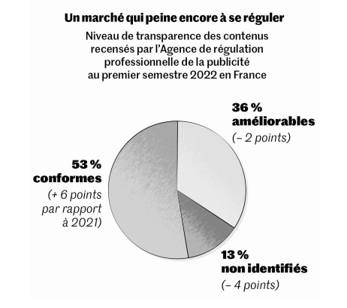 Un marché qui peine encore à se réguler
Niveau de transparence des contenus
recensés par l'Agence de régulation
professionnelle de la publicité
au premier semestre 2022 en France
36 %
améliorables
(– 2 points)
53 %
conformes
(+ 6 points
par rapport
à 2021)
13 %
non identifiés
(– 4 points)